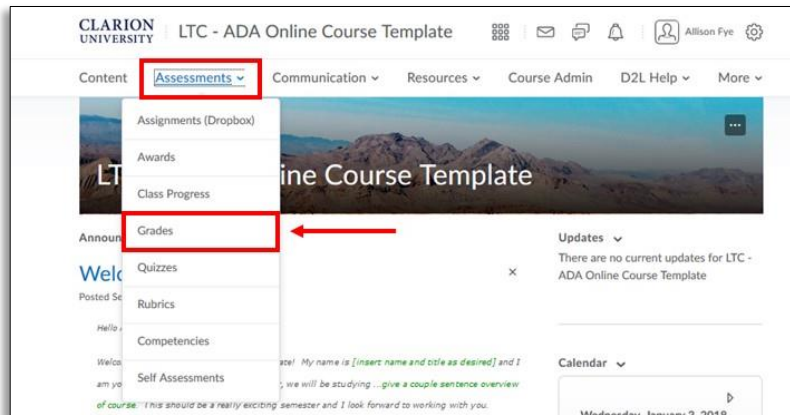 CLARION
UNIVERSITY
LTC - ADA Online Course Template
Allison Fye
Content
Assessments
Communication
Resources
Course Admin
D2L Help
More
Assignments (Dropbox)
Awards
Class Progress
Grades
Quizzes
Rubrics
Competencies
Self Assessments
LT
ine Course Template
Announ
Welc
Posted Se
Hello
Welco
ate! My name is [insert name and title as desired] and I
am yo
, we will be studying ...give a couple sentence overview
of course. This should be a really exciting semester and I look forward to working with you.
Updates
There are no current updates for LTC -
ADA Online Course Template
Calendar
Wednesday, January 3, 2018